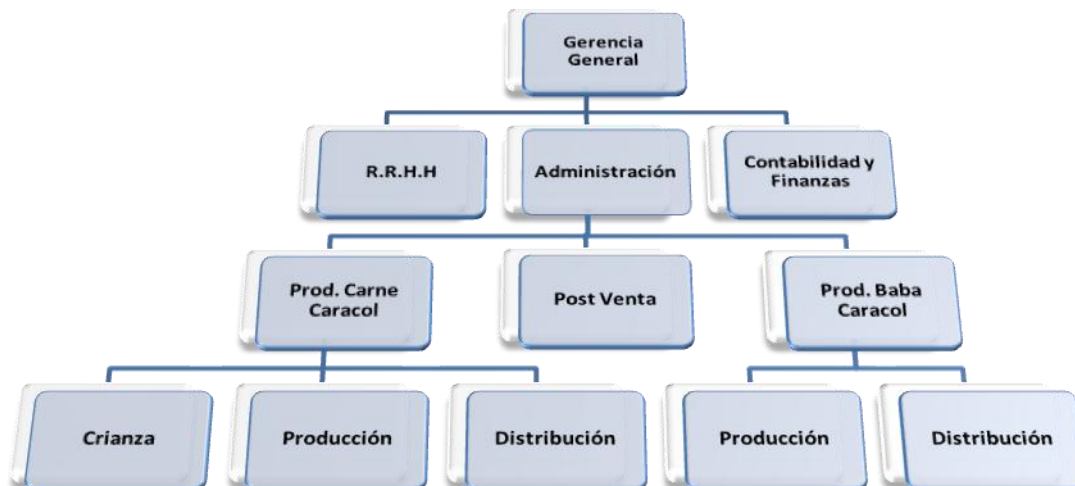 Gerencia
General
R.R.H.H
Administración
Contabilidad y
Finanzas
Prod. Carne
Caracol
Post Venta
Prod. Baba
Caracol
Crianza
Producción
Distribución
Producción
Distribución